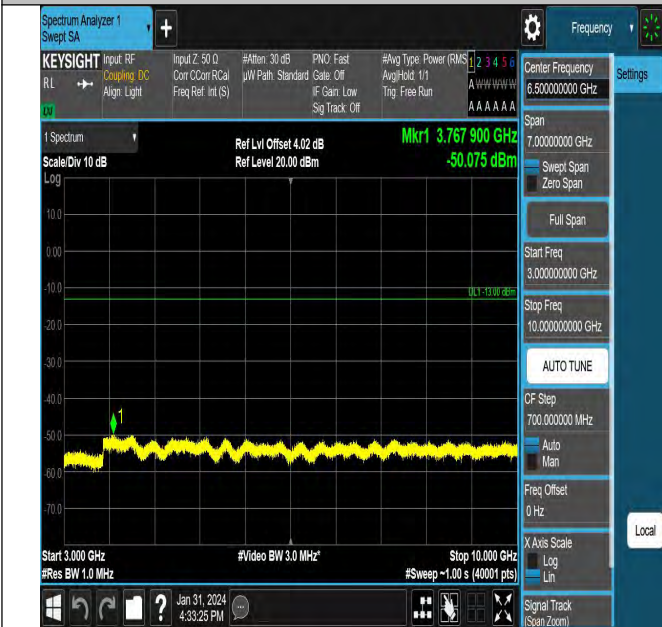 Spectrum Analyzer 1
Swept SA
+
Frequency
KEYSIGHT
RL
Input: RF
Coupling: DC
Align: Light
Input Z: 50 Ω
Corr CCorr RCal
Freq Ref: Int (S)
#Atten: 30 dB
µW Path: Standard
PNO: Fast
Gate: Off
IF Gain: Low
Sig Track: Off
#Avg Type: Power (RMS
Avg|Hold: 1/1
Trig: Free Run
1 2 3 4 5 6
A W W W W W
A A A A A A
1 Spectrum
Scale/Div 10 dB
Log
Ref Lvl Offset 4.02 dB
Ref Level 20.00 dBm
Mkr1 3.767 900 GHz
-50.075 dBm
10.0
0.00
-10.0
-20.0
-30.0
-40.0
-50.0
-60.0
-70.0
UL1 -13.00 dBm
1
Start 3.000 GHz
#Res BW 1.0 MHz
#Video BW 3.0 MHz*
Stop 10.000 GHz
#Sweep ~1.00 s (40001 pts)
Jan 31, 2024
4:33:25 PM
?
Center Frequency
6.500000000 GHz
Settings
Span
7.00000000 GHz
Swept Span
Zero Span
Full Span
Start Freq
3.000000000 GHz
Stop Freq
10.000000000 GHz
AUTO TUNE
CF Step
700.000000 MHz
Auto
Man
Freq Offset
0 Hz
X Axis Scale
Log
Lin
Local
Signal Track
(Span Zoom)